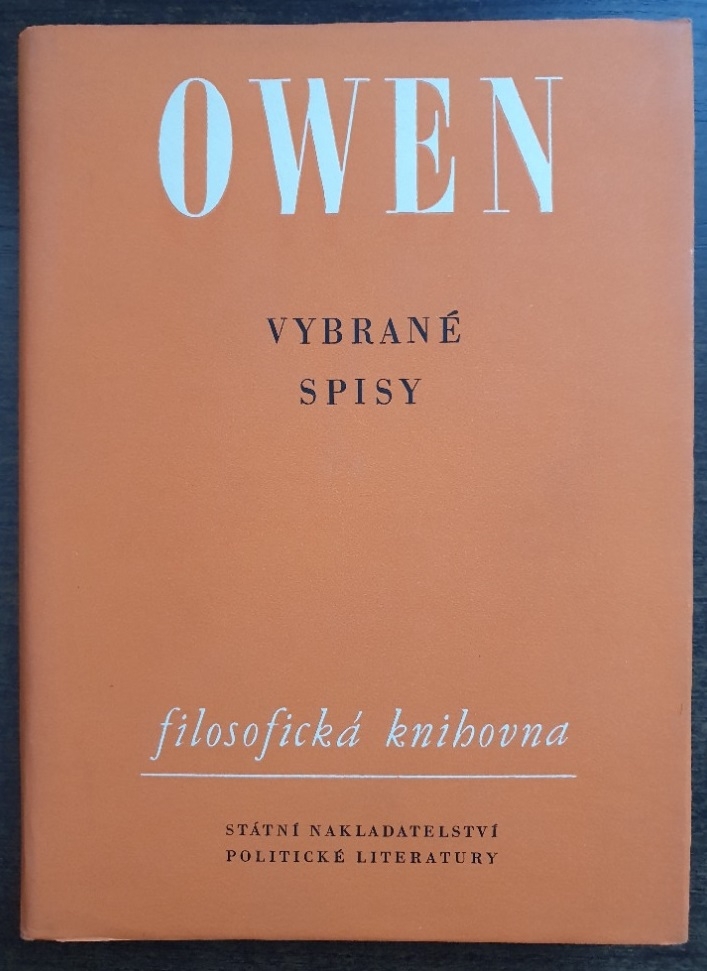 OWEN
VYBRANÉ
SPISY
filosofická knihovna
STÁTNÍ NAKLADATELSTVÍ
POLITICKÉ LITERATURY